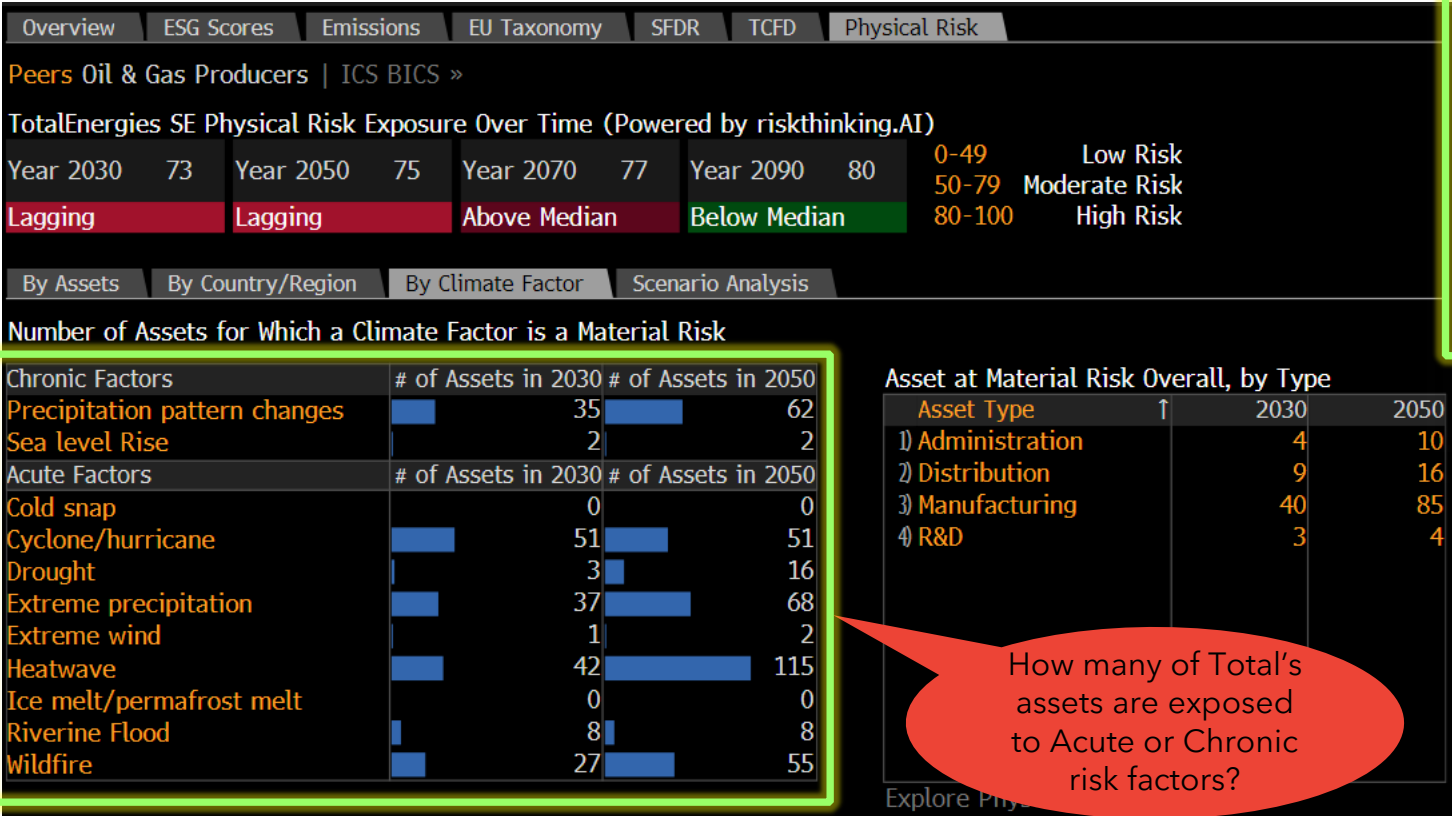 Overview ESG Scores Emissions EU Taxonomy SFDR TCFD Physical Risk
Peers Oil & Gas Producers | ICS BICS »
TotalEnergies SE Physical Risk Exposure Over Time (Powered by riskthinking.AI)
Year 2030 73 Year 2050 75 Year 2070 77 Year 2090 80
Lagging Lagging Above Median Below Median
0-49 Low Risk
50-79 Moderate Risk
80-100 High Risk
By Assets By Country/Region By Climate Factor Scenario Analysis
Number of Assets for Which a Climate Factor is a Material Risk
Chronic Factors # of Assets in 2030 # of Assets in 2050
Precipitation pattern changes 35 62
Sea level Rise 2 2
Acute Factors # of Assets in 2030 # of Assets in 2050
Cold snap 0 0
Cyclone/hurricane 51 51
Drought 3 16
Extreme precipitation 37 68
Extreme wind 1 2
Heatwave 42 115
Ice melt/permafrost melt 0 0
Riverine Flood 8 8
Wildfire 27 55
Asset at Material Risk Overall, by Type
Asset Type ↑ 2030 2050
1) Administration 4 10
2) Distribution 9 16
3) Manufacturing 40 85
4) R&D 3 4
How many of Total's
assets are exposed
to Acute or Chronic
risk factors?
Explore